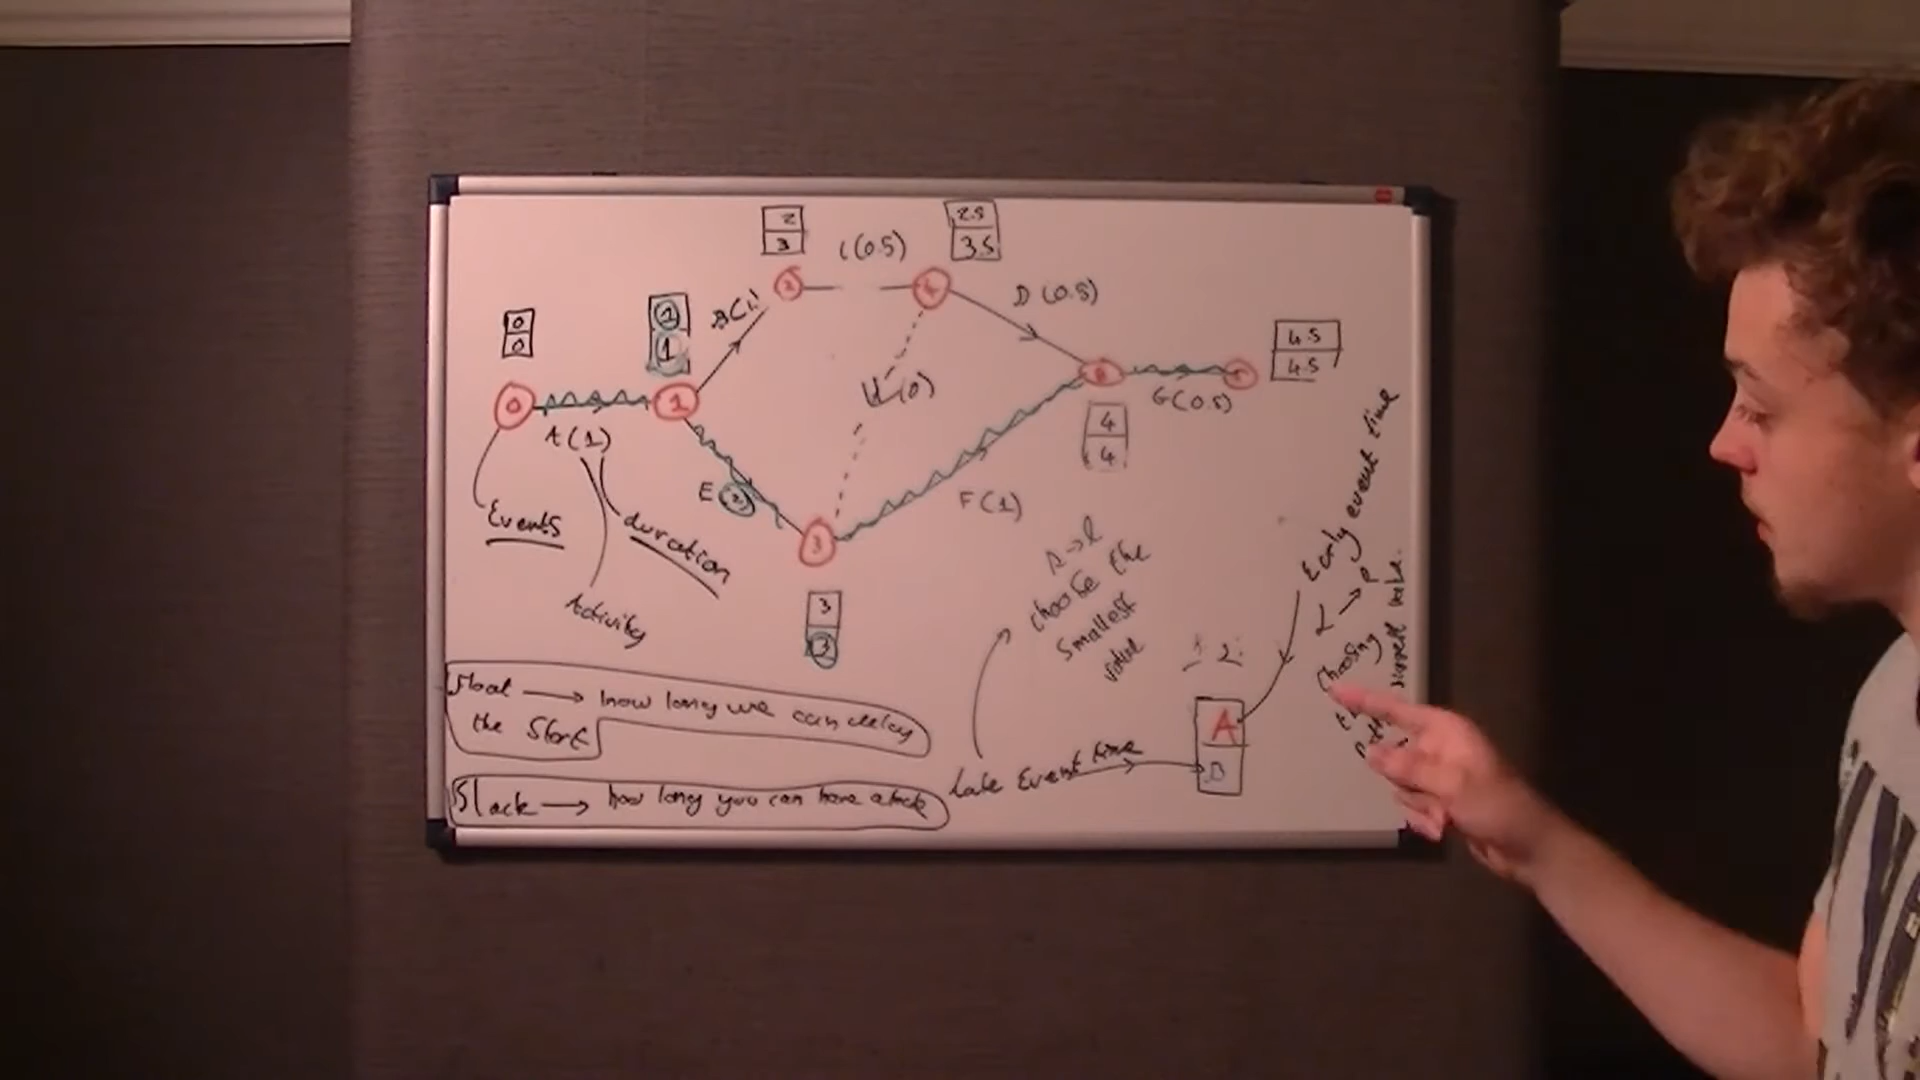 2
3
2.5
3.5
(0.5)
D (0.5)
0
0
1
1
4.5
4.5
0
1
A (1)
(0)
G(0.5)
4
4
E (2)
F (1)
3
3
3
Events
duration
Activity
Early event time
L → R
choosing
R → L
choose the
smallest
value
float → how long we can delay
the start
Slack → how long you can have a
Late Event time →
A
B